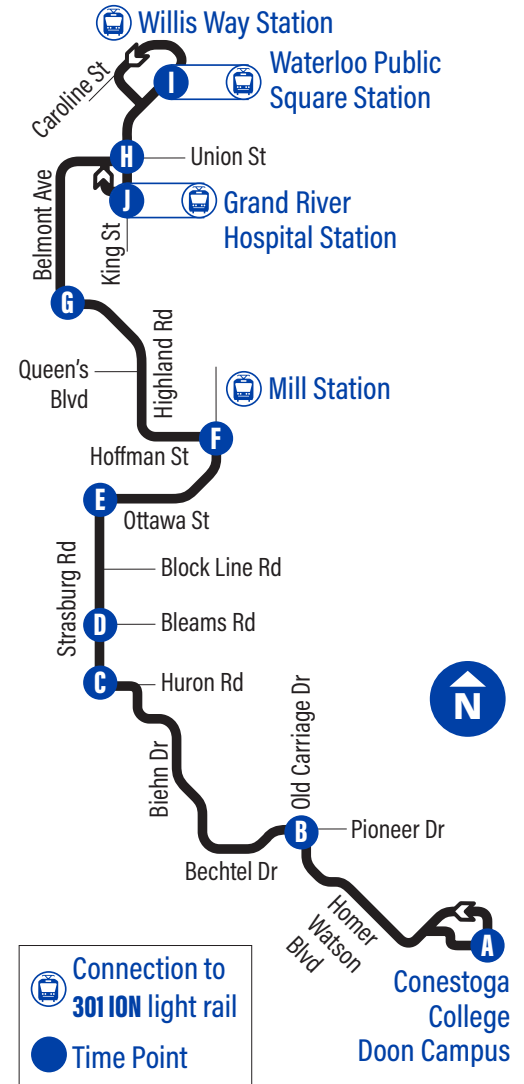 Willis Way Station
Caroline St
I
Waterloo Public
Square Station
H
Union St
Belmont Ave
King St
J
Grand River
Hospital Station
G
Queen's
Blvd
Highland Rd
Mill Station
F
Hoffman St
E
Ottawa St
Strasburg Rd
Block Line Rd
D
Bleams Rd
C
Huron Rd
N
Biehn Dr
Old Carriage Dr
B
Pioneer Dr
Bechtel Dr
Homer
Watson
Blvd
A
Conestoga
College
Doon Campus
Connection to
301 ION light rail
Time Point